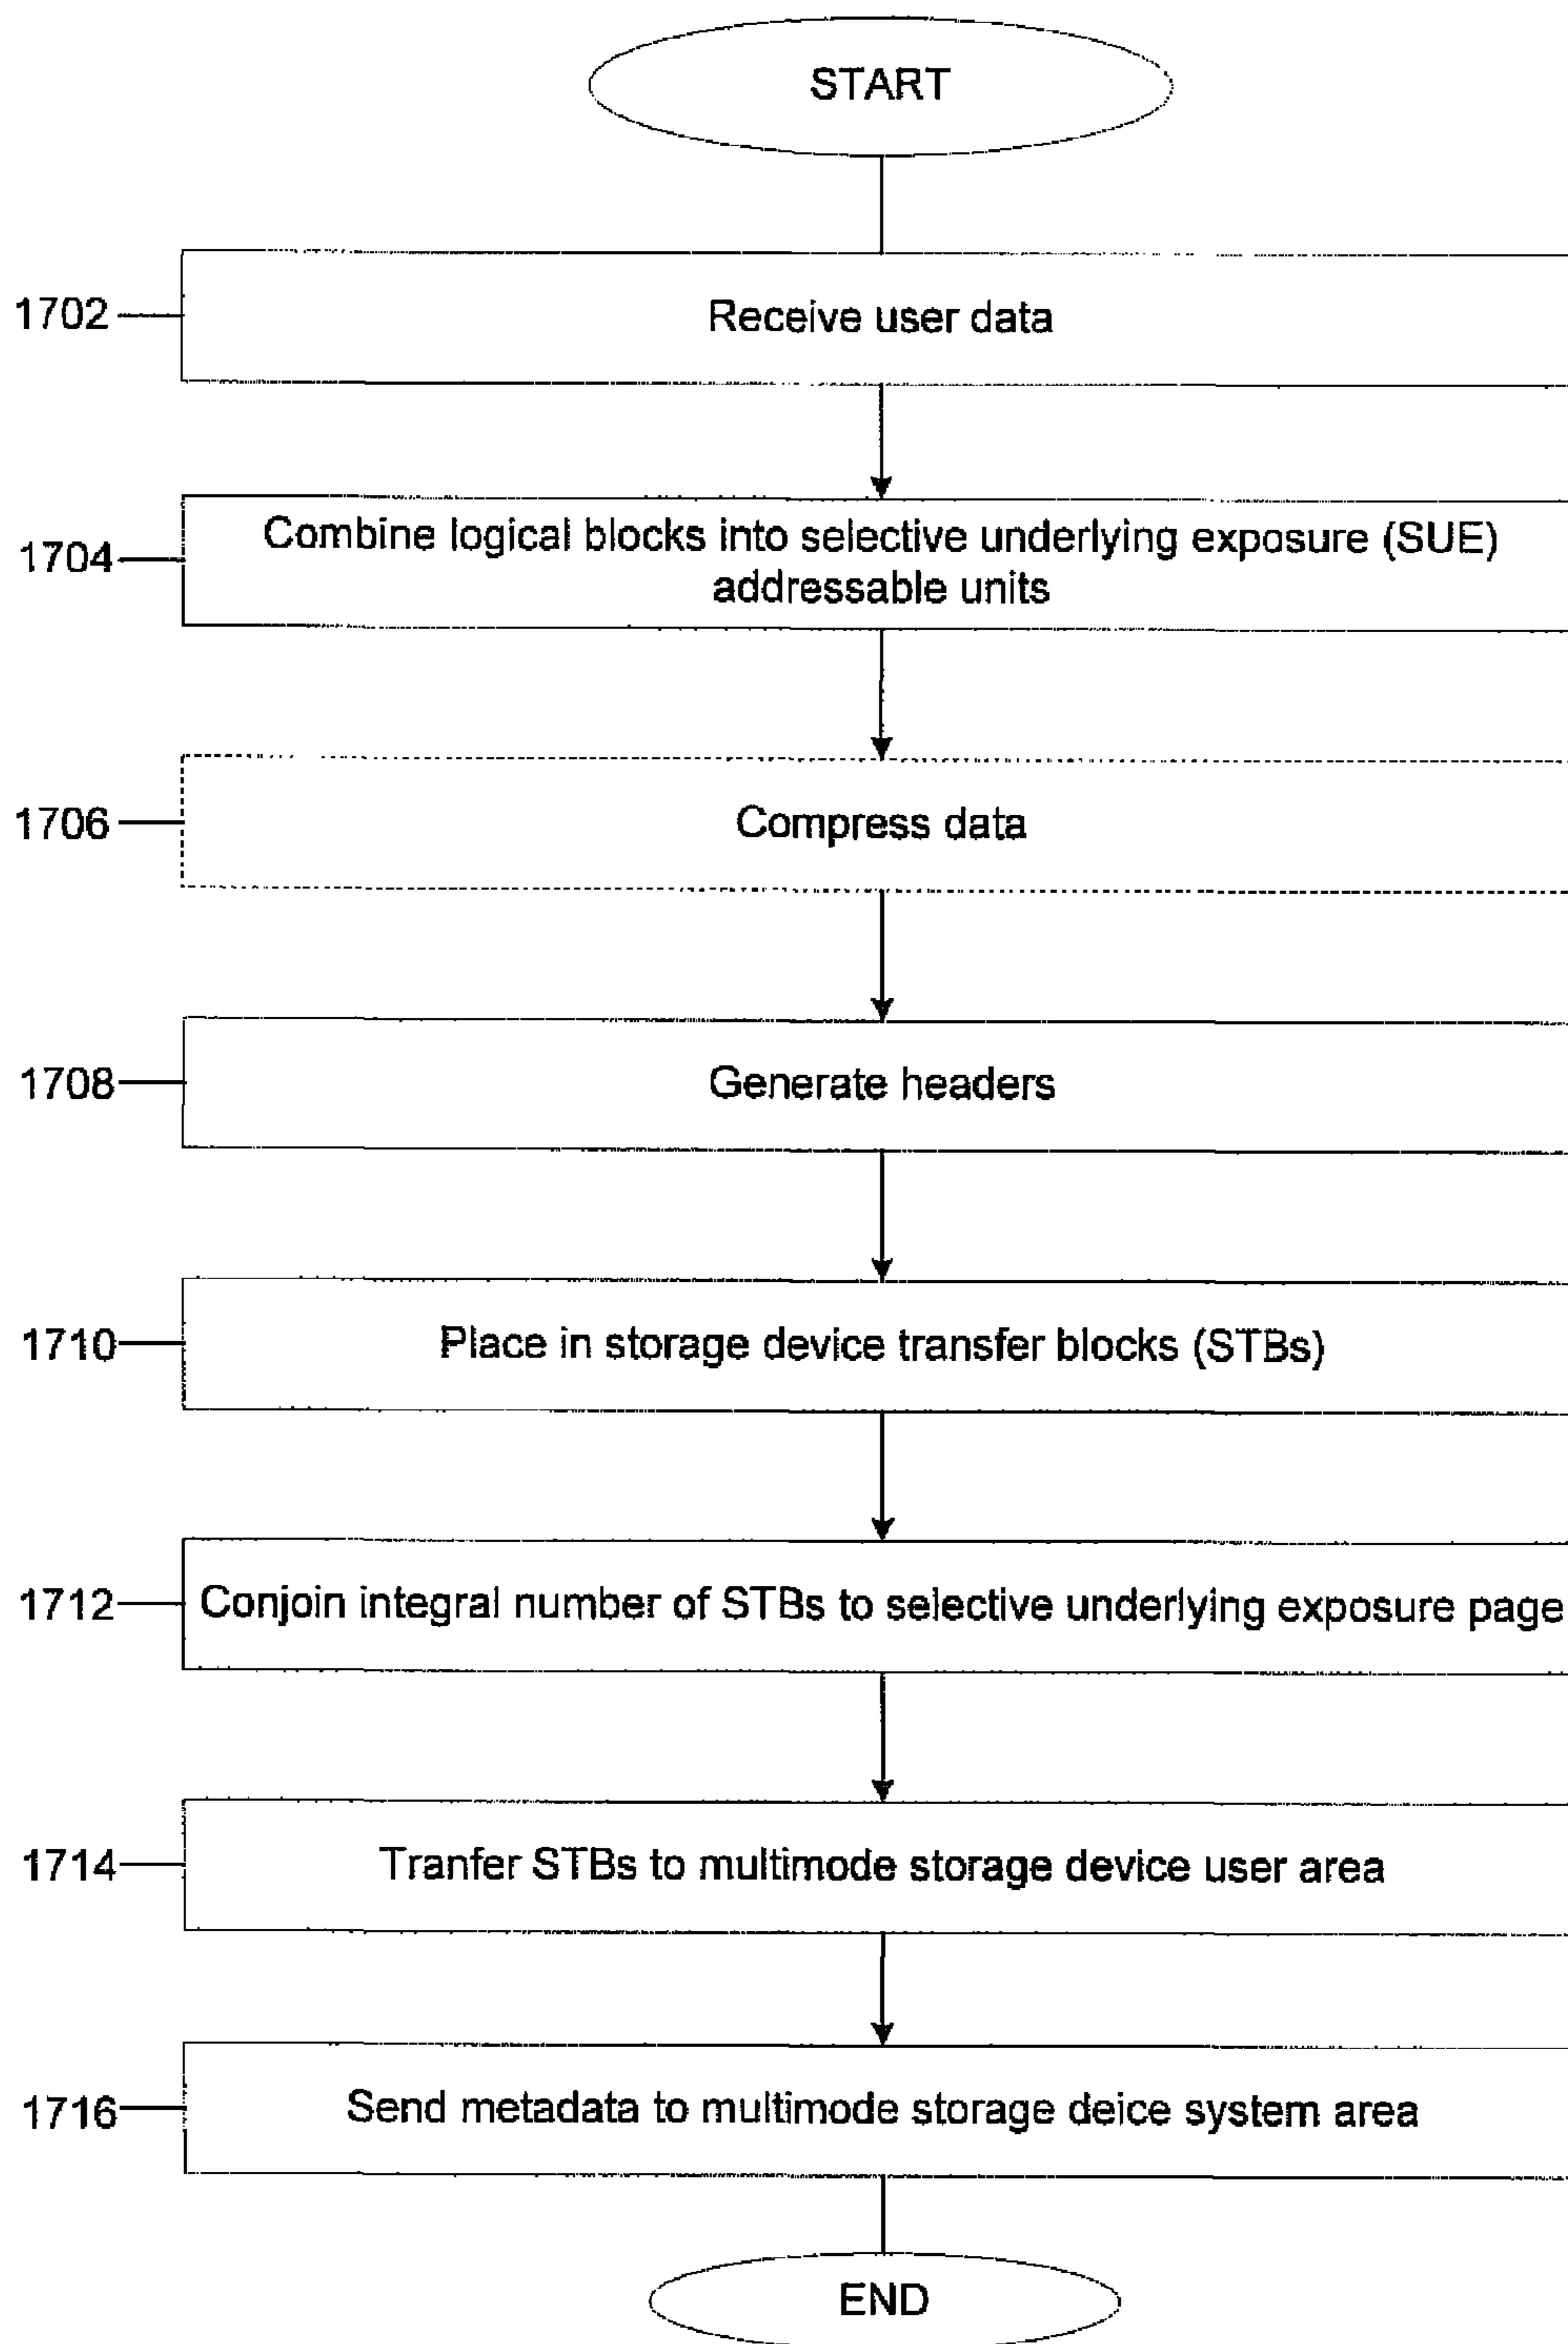 START
1702
Receive user data
1704
Combine logical blocks into selective underlying exposure (SUE)
addressable units
1706
Compress data
1708
Generate headers
1710
Place in storage device transfer blocks (STBs)
1712
Conjoin integral number of STBs to selective underlying exposure page
1714
Tranfer STBs to multimode storage device user area
1716
Send metadata to multimode storage deice system area
END